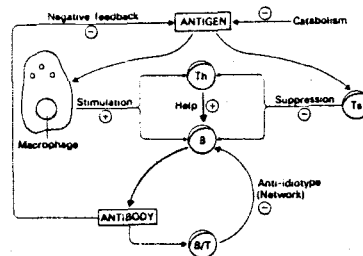 Negative feedback
⊖
ANTIGEN
⊖
Catabolism
Th
Stimulation
⊕
Help ⊕
Suppression
⊖
Ts
Macrophage
B
Anti-idiotype
(Network)
⊖
ANTIBODY
B/T